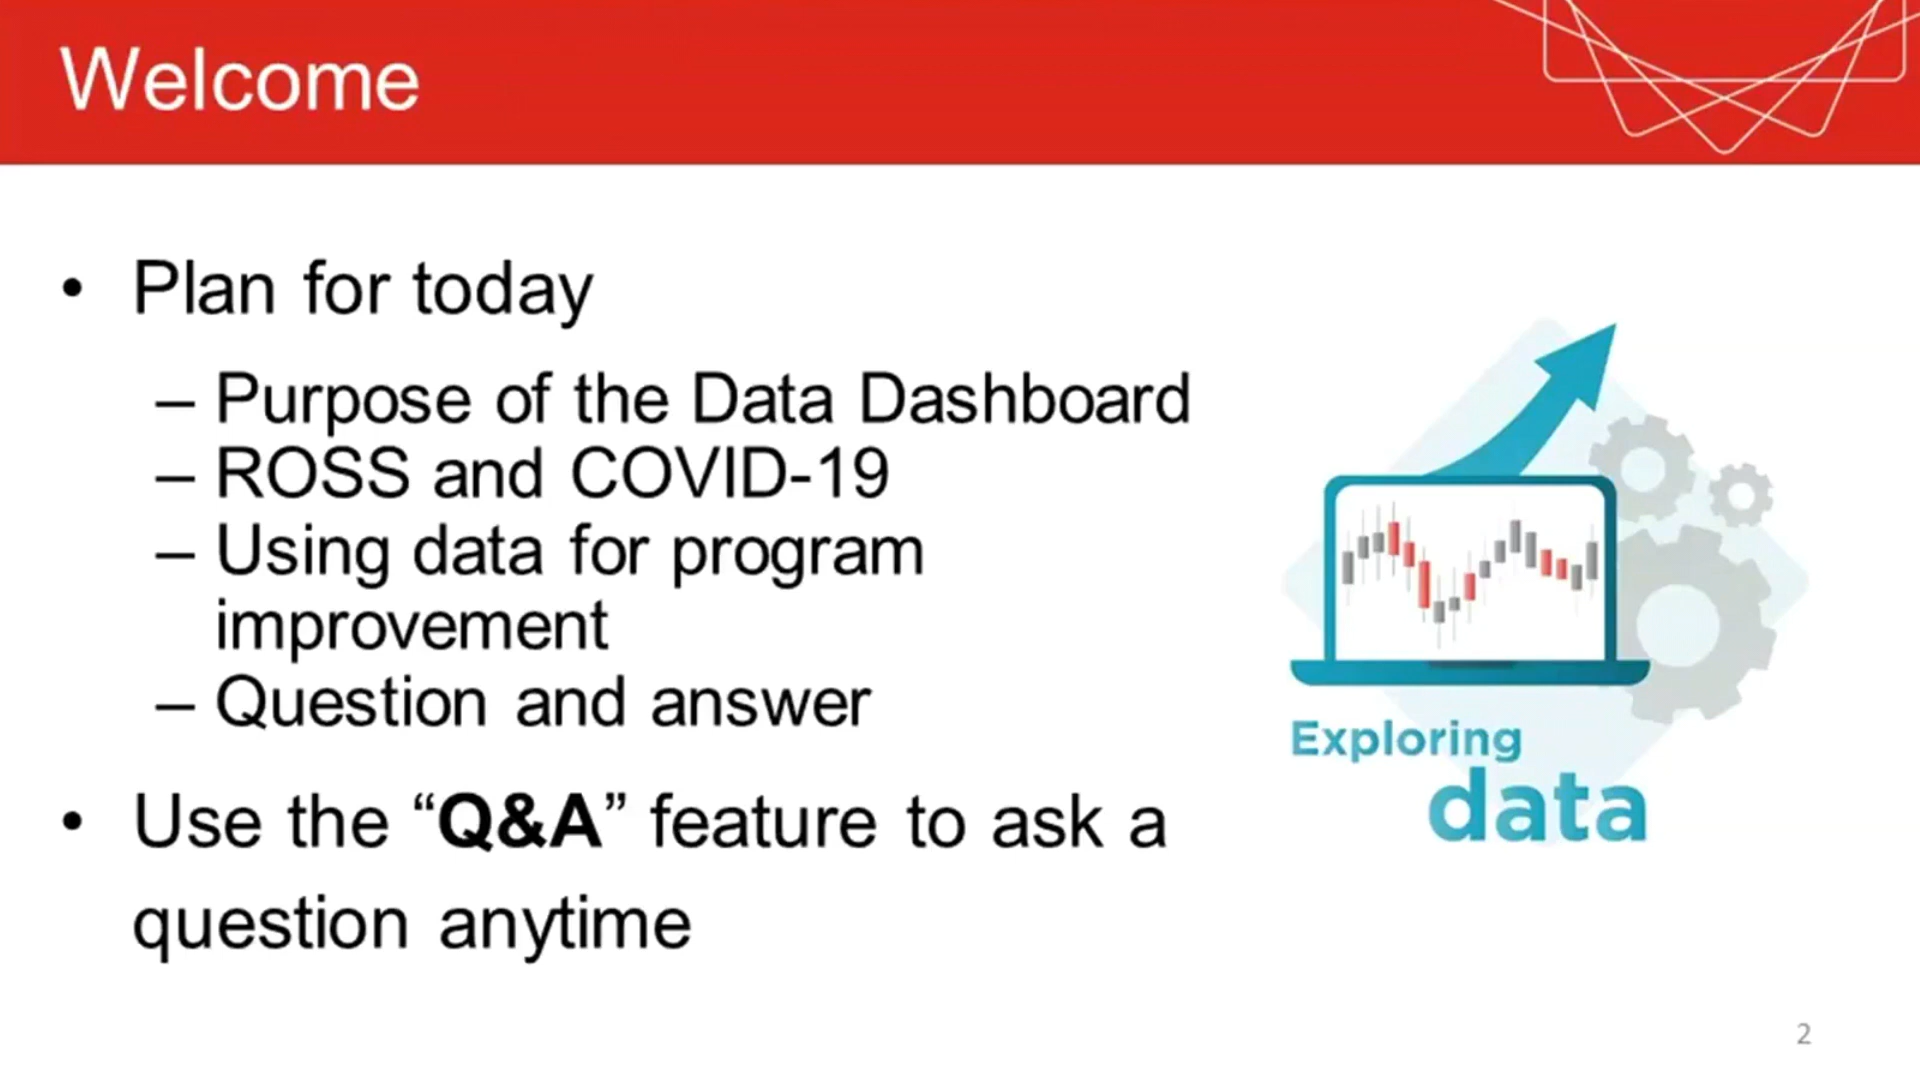 Welcome
• Plan for today
– Purpose of the Data Dashboard
– ROSS and COVID-19
– Using data for program
improvement
– Question and answer
• Use the “Q&A” feature to ask a
question anytime
Exploring
data
2